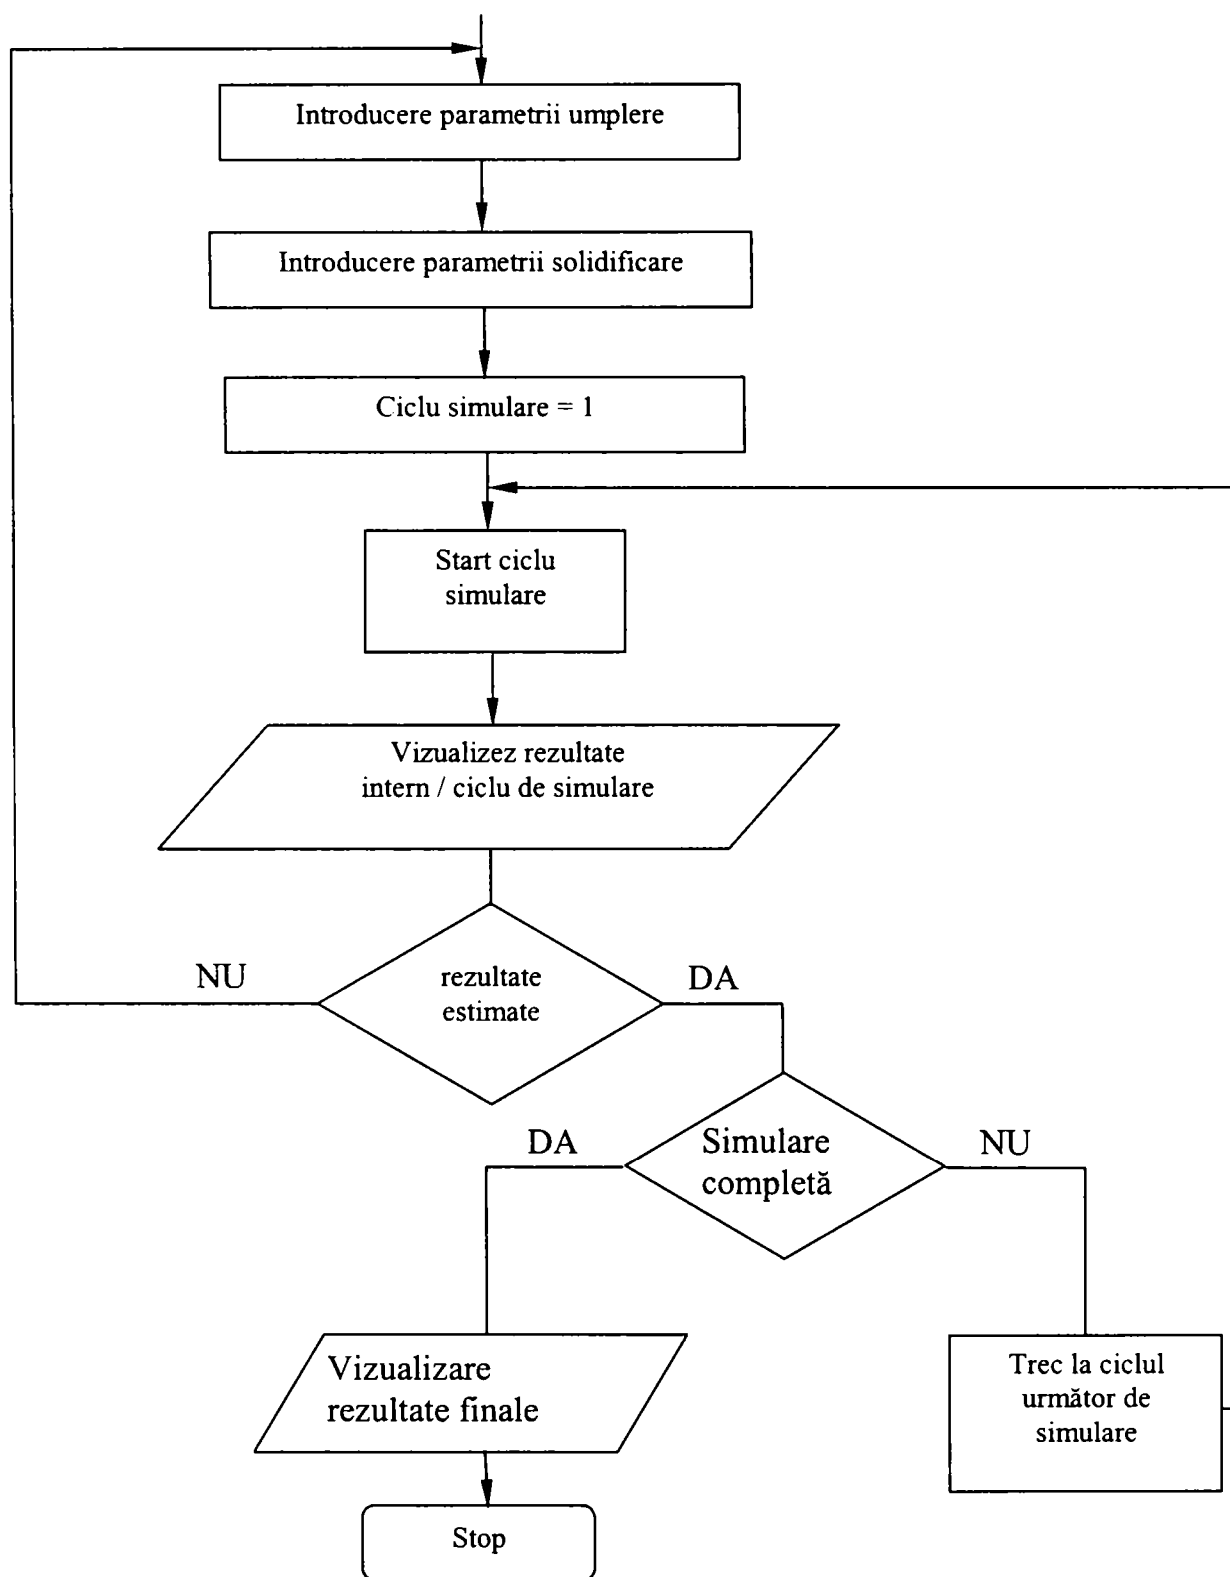 Introducere parametrii umplere
Introducere parametrii solidificare
Ciclu simulare = 1
Start ciclu
simulare
Vizualizez rezultate
intern / ciclu de simulare
NU
rezultate
estimate
DA
DA
Simulare
completă
NU
Vizualizare
rezultate finale
Trec la ciclul
următor de
simulare
Stop